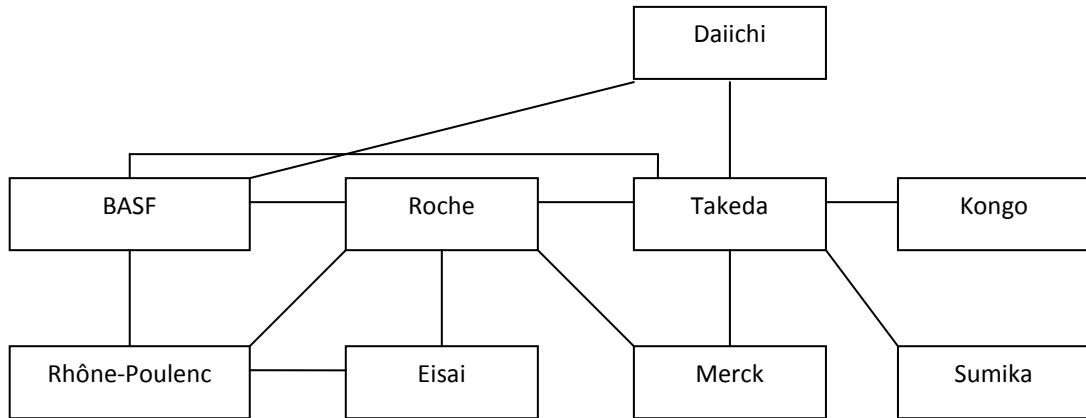 Daiichi
BASF
Roche
Takeda
Kongo
Rhône-Poulenc
Eisai
Merck
Sumika